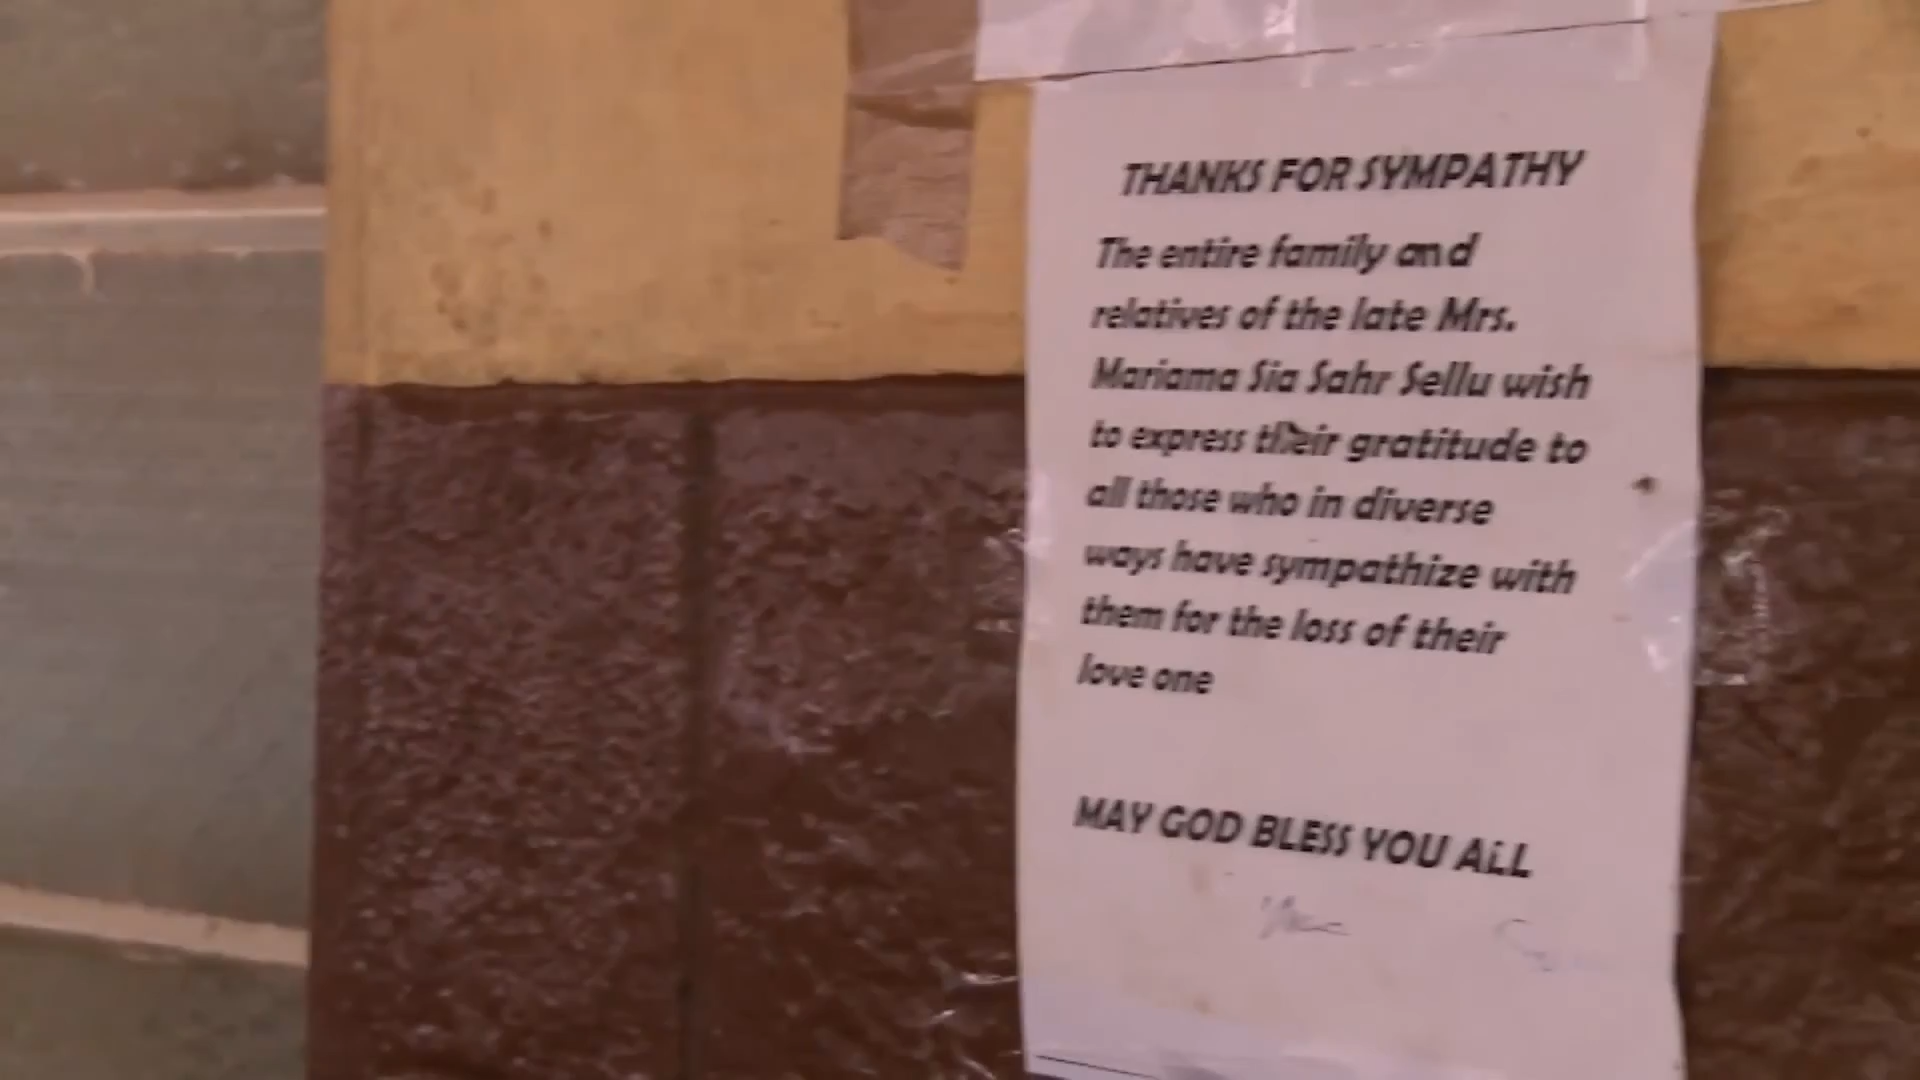 THANKS FOR SYMPATHY
The entire family and
relatives of the late Mrs.
Mariama Sia Sahr Sellu wish
to express their gratitude to
all those who in diverse
ways have sympathize with
them for the loss of their
love one
MAY GOD BLESS YOU ALL